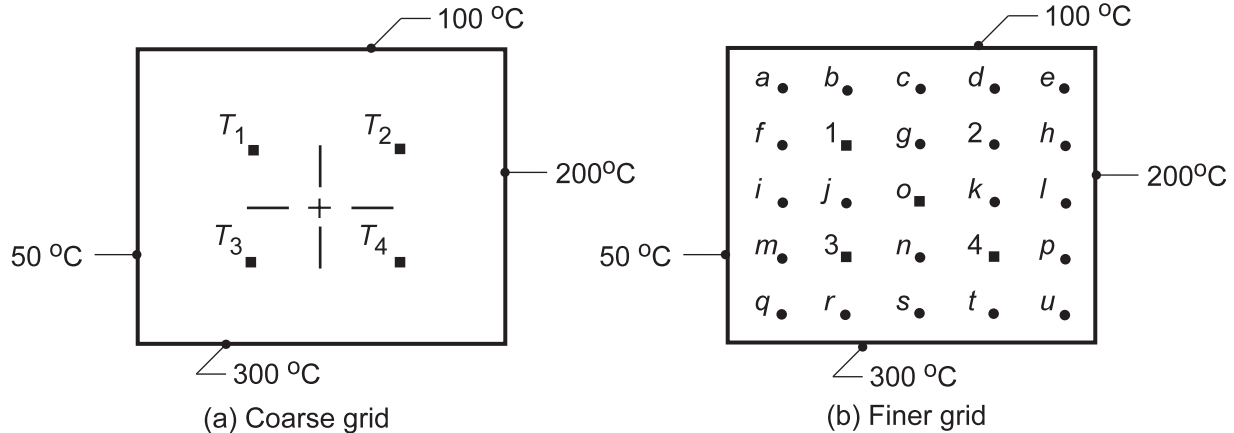 100 °C
T1 T2
200°C
T3 T4
50 °C
300 °C
(a) Coarse grid
100 °C
a b c d e
f 1 g 2 h
200°C
i j o k l
m 3 n 4 p
50 °C
q r s t u
300 °C
(b) Finer grid